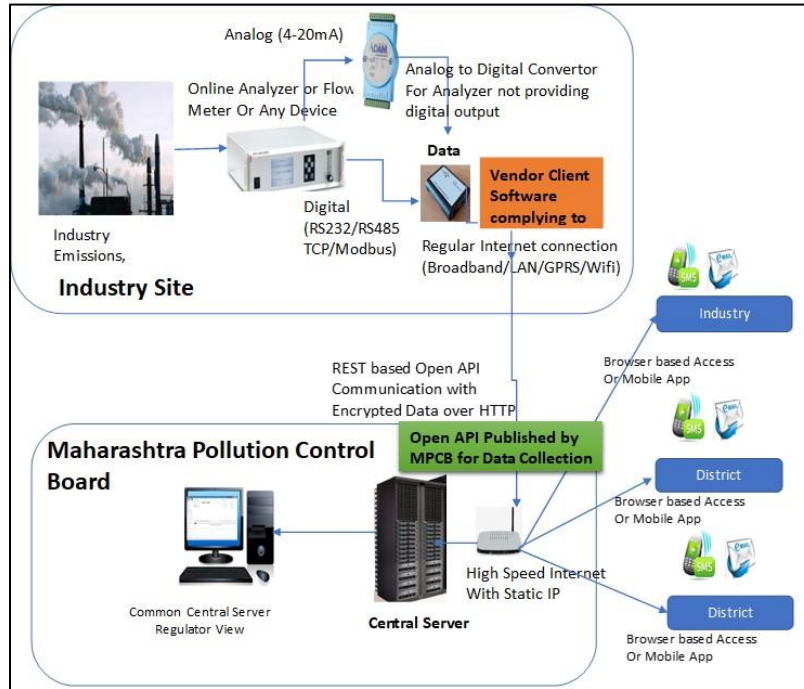 Analog (4-20mA)
ADAM
Online Analyzer or Flow
Meter Or Any Device
Analog to Digital Convertor
For Analyzer not providing
digital output
Data
Vendor Client
Software
complying to
Digital
(RS232/RS485
TCP/Modbus)
Industry
Emissions,
Regular Internet connection
(Broadband/LAN/GPRS/Wifi)
Industry Site
SMS
Industry
REST based Open API
Communication with
Encrypted Data over HTTP
Browser based Access
Or Mobile App
SMS
Open API Published by
MPCB for Data Collection
Maharashtra Pollution Control
Board
District
Browser based Access
Or Mobile App
SMS
High Speed Internet
With Static IP
Common Central Server
Regulator View
Central Server
District
Browser based Access
Or Mobile App